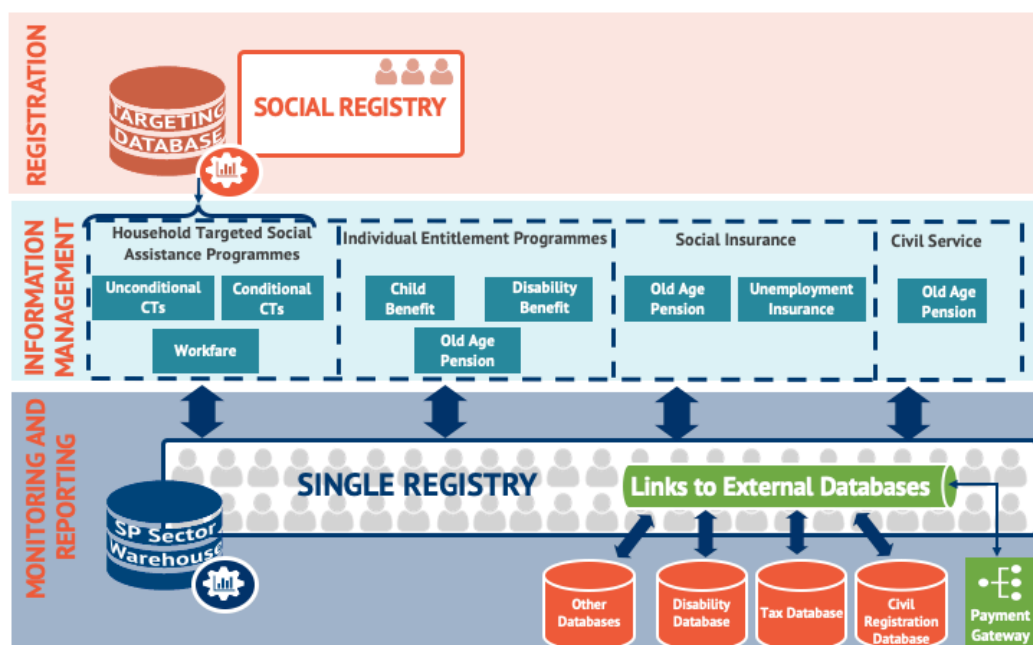 REGISTRATION
TARGETING
DATABASE
SOCIAL REGISTRY
INFORMATION
MANAGEMENT
Household Targeted Social
Assistance Programmes
Unconditional
CTs
Conditional
CTs
Workfare
Individual Entitlement Programmes
Child
Benefit
Disability
Benefit
Old Age
Pension
Social Insurance
Old Age
Pension
Unemployment
Insurance
Civil Service
Old Age
Pension
MONITORING AND
REPORTING
SINGLE REGISTRY
Links to External Databases
SP Sector
Warehouse
Other
Databases
Disability
Database
Tax Database
Civil
Registration
Database
Payment
Gateway